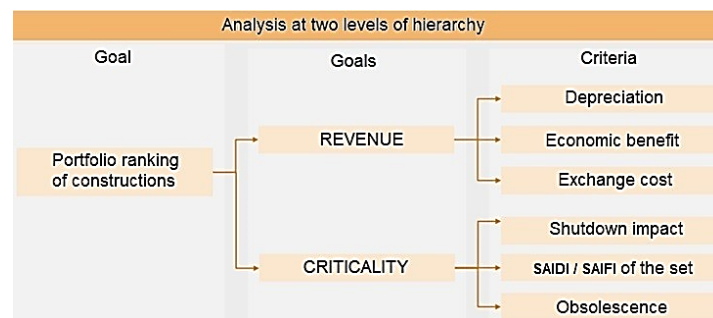 Analysis at two levels of hierarchy
Goal
Goals
Criteria
Portfolio ranking
of constructions
REVENUE
CRITICALITY
Depreciation
Economic benefit
Exchange cost
Shutdown impact
SAIDI / SAIFI of the set
Obsolescence